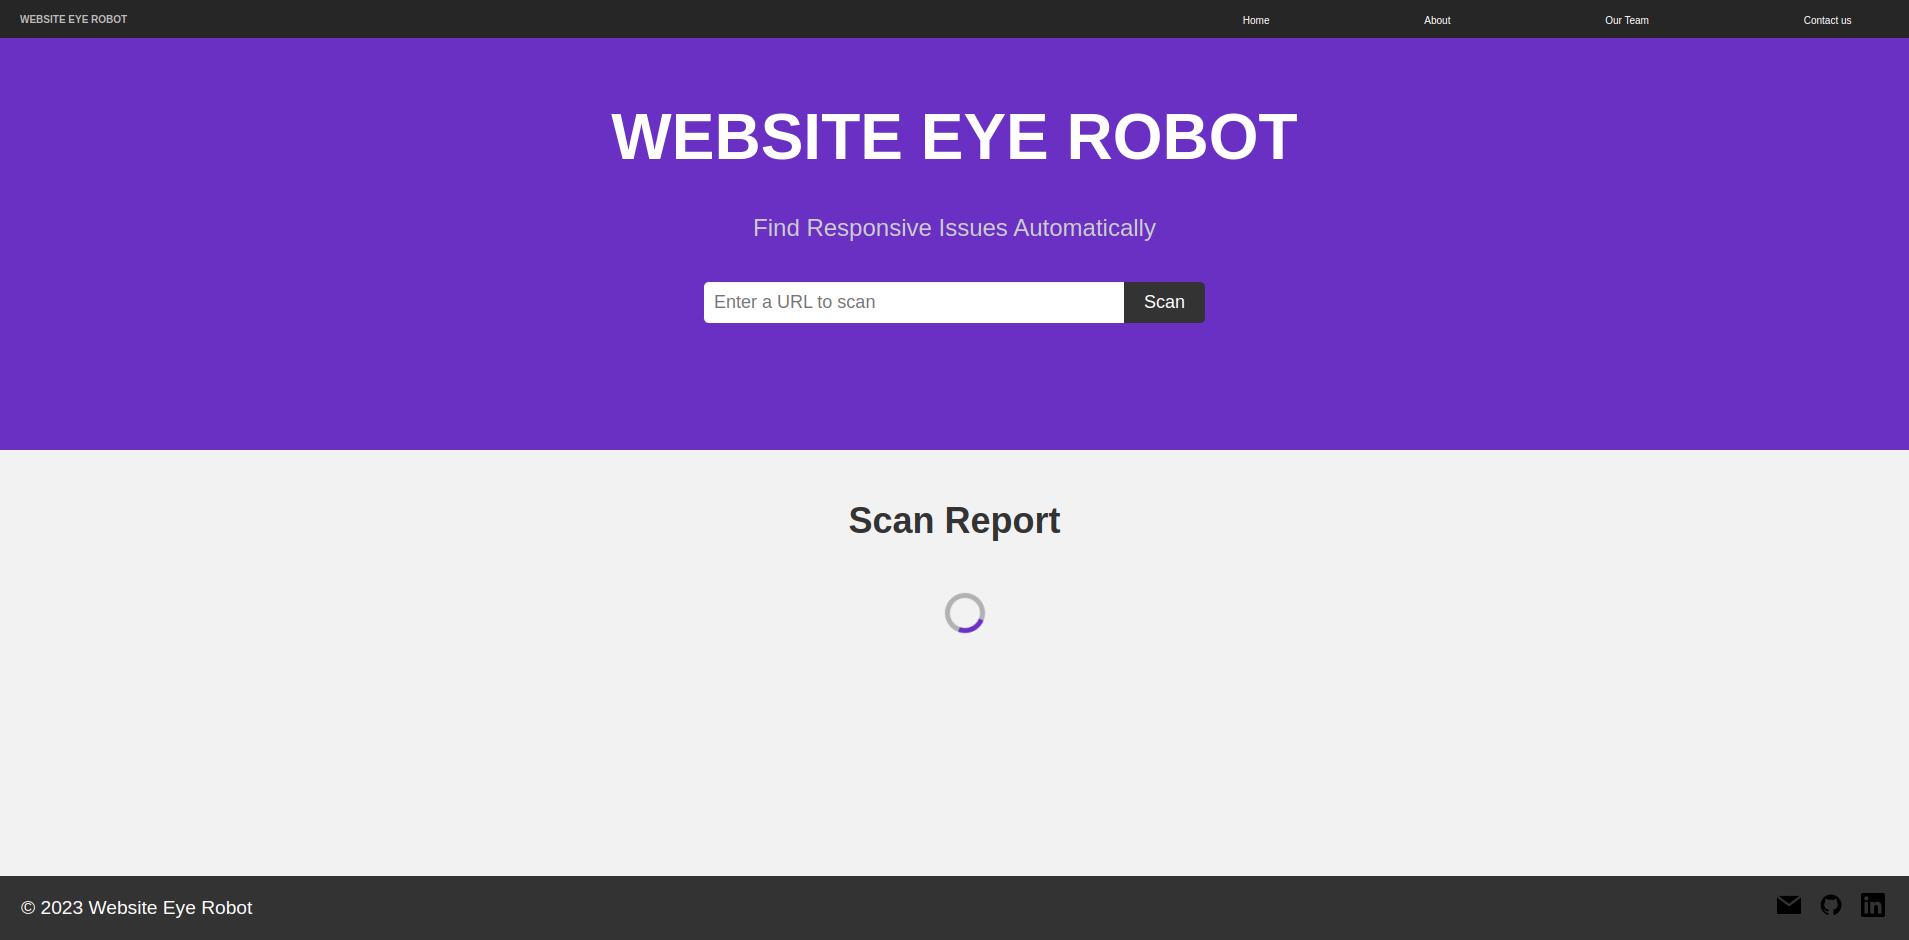 WEBSITE EYE ROBOT
Home
About
Our Team
Contact us
WEBSITE EYE ROBOT
Find Responsive Issues Automatically
Enter a URL to scan
Scan
Scan Report
© 2023 Website Eye Robot
in